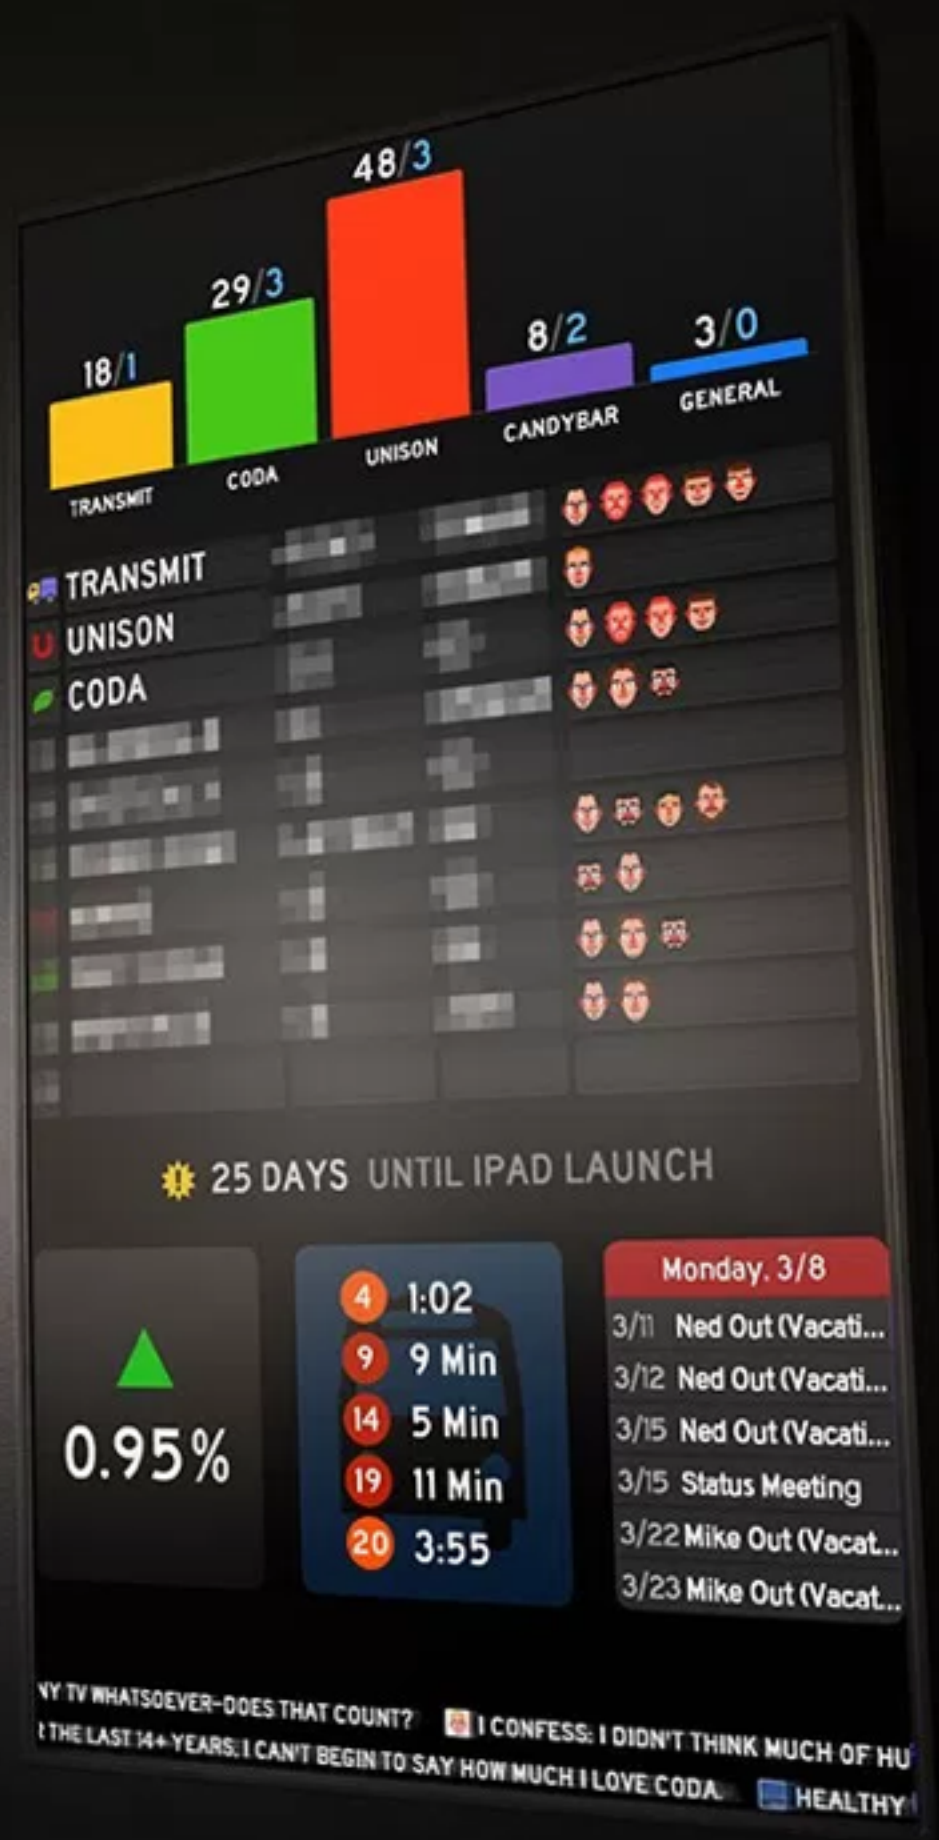 48/3
29/3
18/1
8/2
3/0
TRANSMIT
CODA
UNISON
CANDYBAR
GENERAL
TRANSMIT
U UNISON
CODA
25 DAYS UNTIL IPAD LAUNCH
0.95%
4 1:02
9 9 Min
14 5 Min
19 11 Min
20 3:55
Monday. 3/8
3/11 Ned Out (Vacati...
3/12 Ned Out (Vacati...
3/15 Ned Out (Vacati...
3/15 Status Meeting
3/22 Mike Out (Vacat...
3/23 Mike Out (Vacat...
NY TV WHATSOEVER-DOES THAT COUNT? I CONFESS: I DIDN'T THINK MUCH OF HU
THE LAST 14+ YEARS. I CAN'T BEGIN TO SAY HOW MUCH I LOVE CODA. HEALTHY